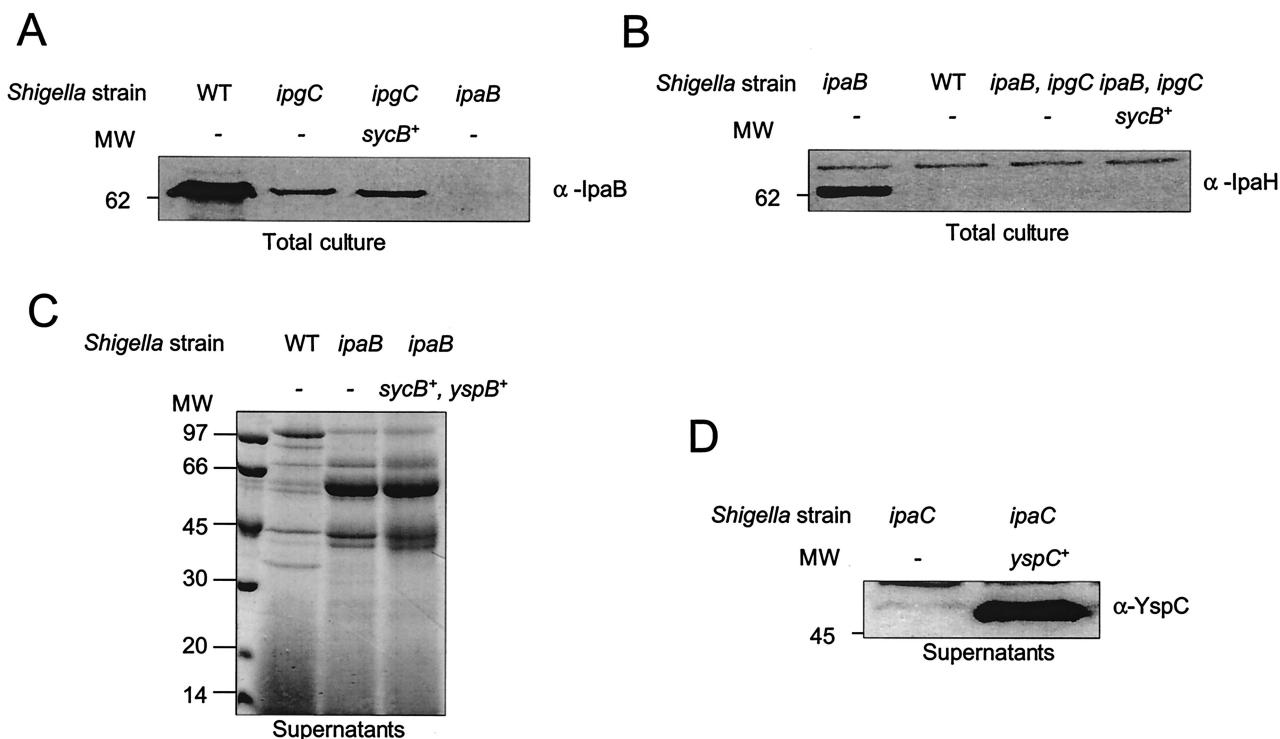 A
Shigella strain WT ipgC ipgC ipaB
MW - - sycB+ -
62 α -IpaB
Total culture
B
Shigella strain ipaB WT ipaB, ipgC ipaB, ipgC
MW - - - sycB+
62 α -IpaH
Total culture
C
Shigella strain WT ipaB ipaB
MW - - sycB+, yspB+
97
66
45
30
20
14
Supernatants
D
Shigella strain ipaC ipaC
MW - yspC+
45 α-YspC
Supernatants